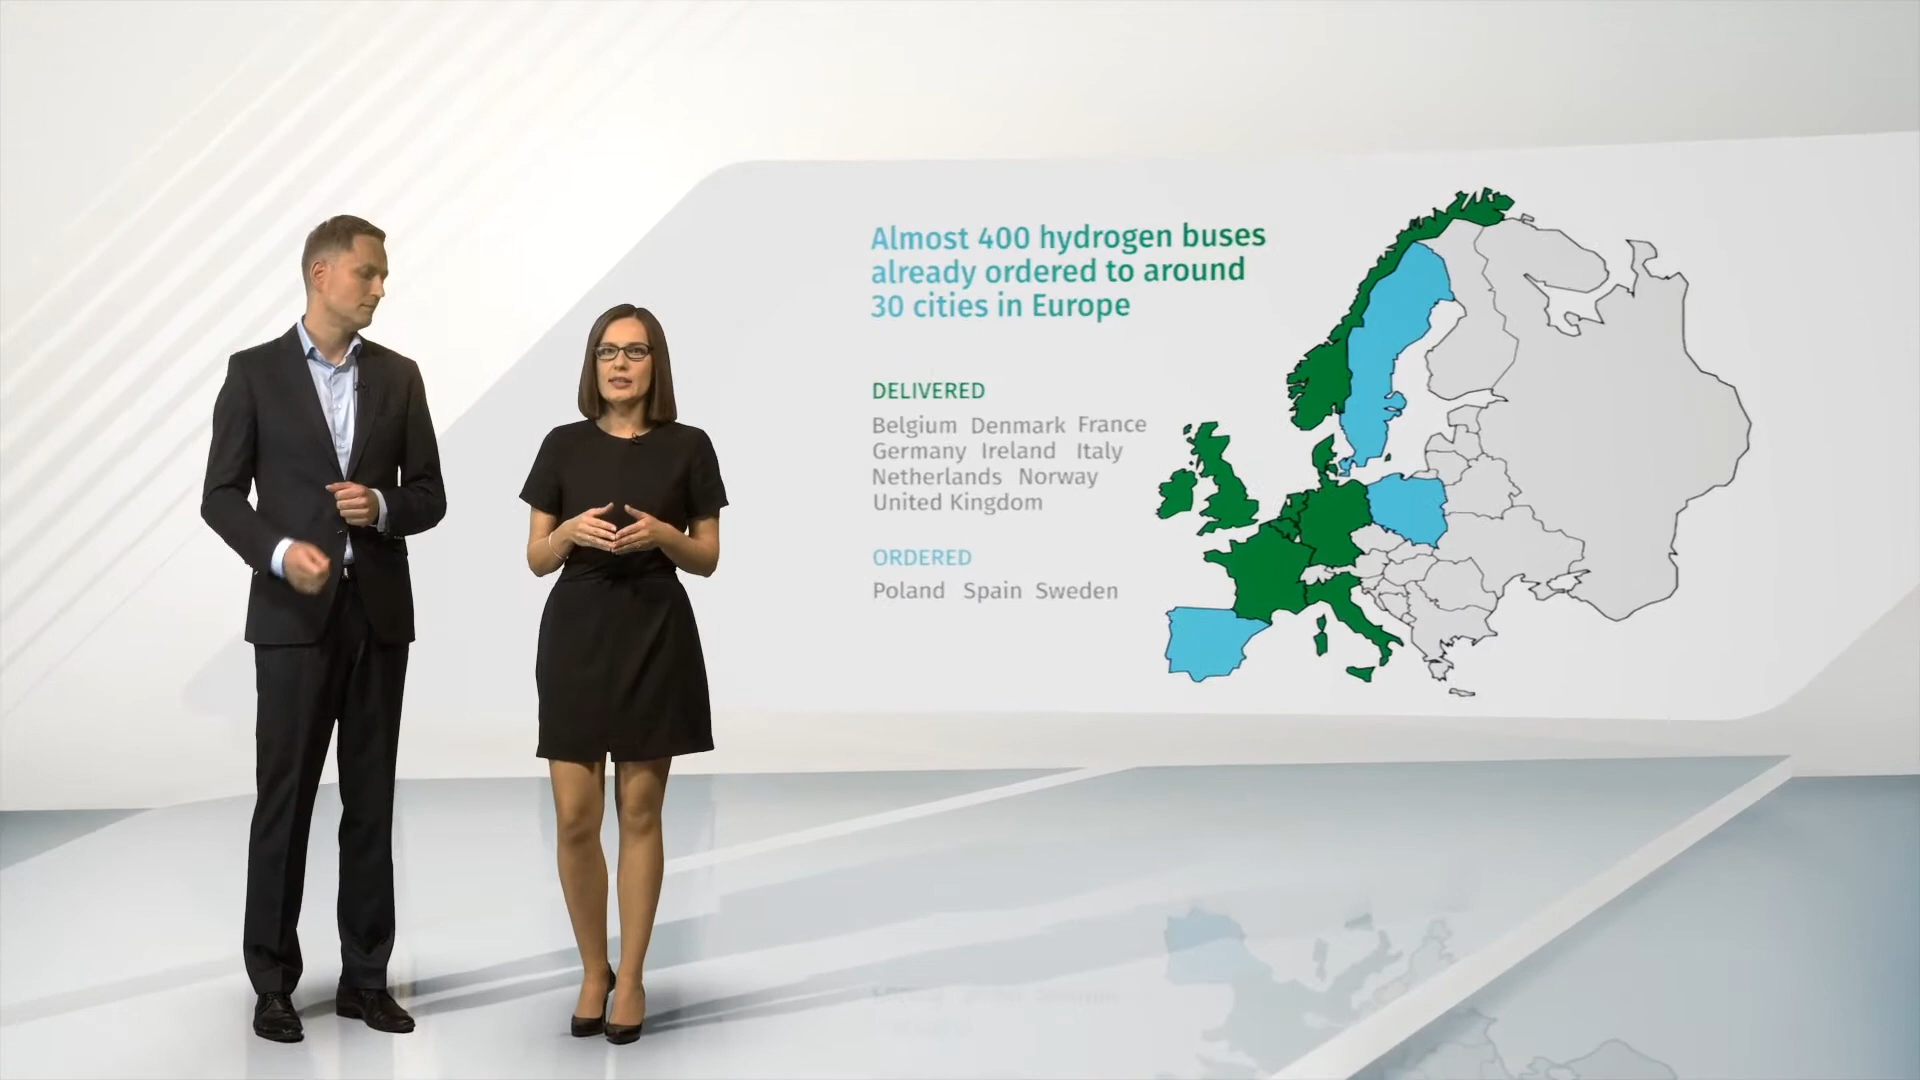 Almost 400 hydrogen buses
already ordered to around
30 cities in Europe
DELIVERED
Belgium Denmark France
Germany Ireland Italy
Netherlands Norway
United Kingdom
ORDERED
Poland Spain Sweden